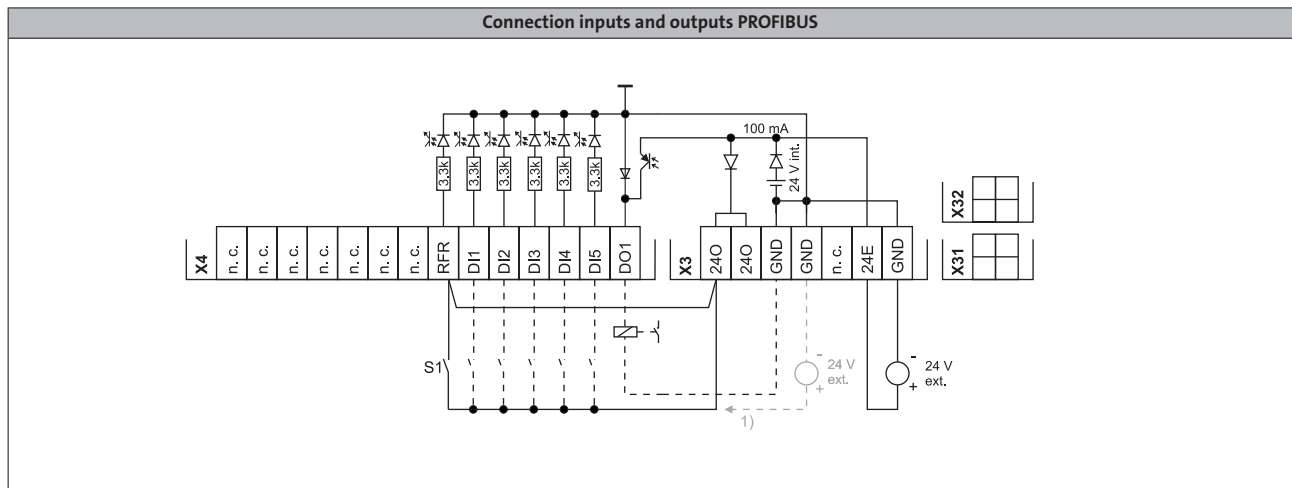 Connection inputs and outputs PROFIBUS
100 mA
3.3k
3.3k
3.3k
3.3k
3.3k
3.3k
24 V int.
X32
X4
n. c.
n. c.
n. c.
n. c.
n. c.
n. c.
n. c.
RFR
DI1
DI2
DI3
DI4
DI5
DO1
X3
24O
24O
GND
GND
n. c.
24E
GND
X31
S1
-
24 V
ext.
+
-
24 V
ext.
+
1)